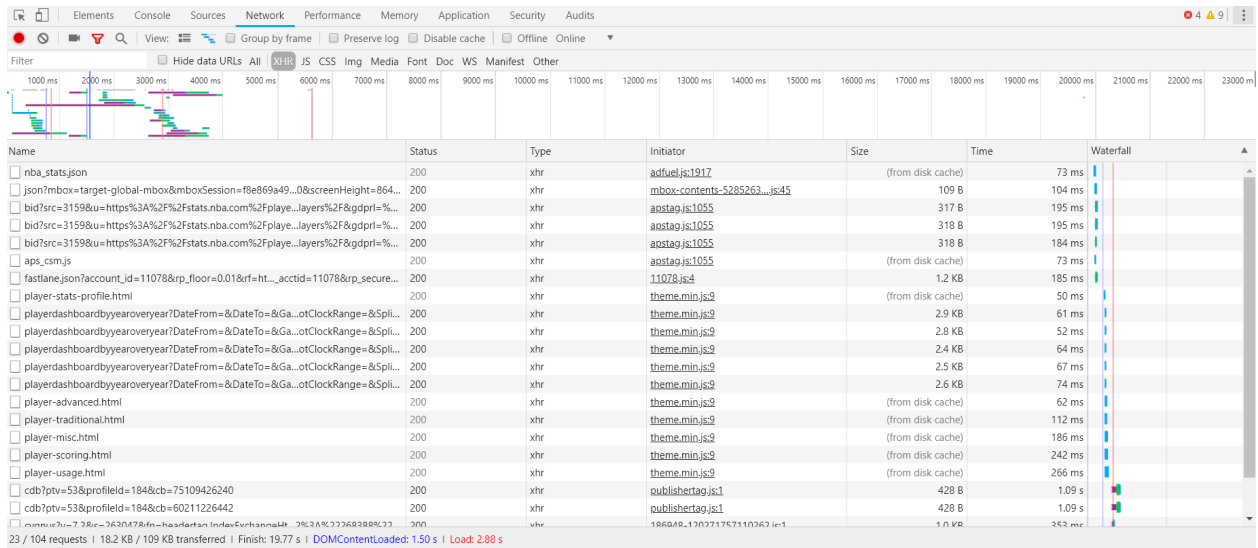 Elements Console Sources Network Performance Memory Application Security Audits 4 9
View: Group by frame Preserve log Disable cache Offline Online
Filter Hide data URLs All XHR JS CSS Img Media Font Doc WS Manifest Other
1000 ms 2000 ms 3000 ms 4000 ms 5000 ms 6000 ms 7000 ms 8000 ms 9000 ms 10000 ms 11000 ms 12000 ms 13000 ms 14000 ms 15000 ms 16000 ms 17000 ms 18000 ms 19000 ms 20000 ms 21000 ms 22000 ms 23000 m
Name Status Type Initiator Size Time Waterfall
nba_stats.json 200 xhr adfuel.js:1917 (from disk cache) 73 ms
json?mbox=target-global-mbox&mboxSession=f8e869a49...0&screenHeight=864... 200 xhr mbox-contents-5285263....js:45 109 B 104 ms
bid?src=3159&u=https%3A%2F%2Fstats.nba.com%2Fplaye...layers%2F&gdprl=%... 200 xhr apstag.js:1055 317 B 195 ms
bid?src=3159&u=https%3A%2F%2Fstats.nba.com%2Fplaye...layers%2F&gdprl=%... 200 xhr apstag.js:1055 318 B 195 ms
bid?src=3159&u=https%3A%2F%2Fstats.nba.com%2Fplaye...layers%2F&gdprl=%... 200 xhr apstag.js:1055 318 B 184 ms
aps_csm.js 200 xhr apstag.js:1055 (from disk cache) 73 ms
fastlane.json?account_id=11078&rp_floor=0.01&rf=ht..._acctid=11078&rp_secure... 200 xhr 11078.js:4 1.2 KB 185 ms
player-stats-profile.html 200 xhr theme.min.js:9 (from disk cache) 50 ms
playerdashboardbyyearoveryear?DateFrom=&DateTo=&Ga...otClockRange=&Spli... 200 xhr theme.min.js:9 2.9 KB 61 ms
playerdashboardbyyearoveryear?DateFrom=&DateTo=&Ga...otClockRange=&Spli... 200 xhr theme.min.js:9 2.8 KB 52 ms
playerdashboardbyyearoveryear?DateFrom=&DateTo=&Ga...otClockRange=&Spli... 200 xhr theme.min.js:9 2.4 KB 64 ms
playerdashboardbyyearoveryear?DateFrom=&DateTo=&Ga...otClockRange=&Spli... 200 xhr theme.min.js:9 2.5 KB 67 ms
playerdashboardbyyearoveryear?DateFrom=&DateTo=&Ga...otClockRange=&Spli... 200 xhr theme.min.js:9 2.6 KB 74 ms
player-advanced.html 200 xhr theme.min.js:9 (from disk cache) 62 ms
player-traditional.html 200 xhr theme.min.js:9 (from disk cache) 112 ms
player-misc.html 200 xhr theme.min.js:9 (from disk cache) 186 ms
player-scoring.html 200 xhr theme.min.js:9 (from disk cache) 242 ms
player-usage.html 200 xhr theme.min.js:9 (from disk cache) 266 ms
cdb?ptv=53&profileId=184&cb=75109426240 200 xhr publishertag.js:1 428 B 1.09 s
cdb?ptv=53&profileId=184&cb=60211226442 200 xhr publishertag.js:1 428 B 1.09 s
200 xhr 1.0 KB 353 ms
23 / 104 requests | 18.2 KB / 109 KB transferred | Finish: 19.77 s | DOMContentLoaded: 1.50 s | Load: 2.88 s